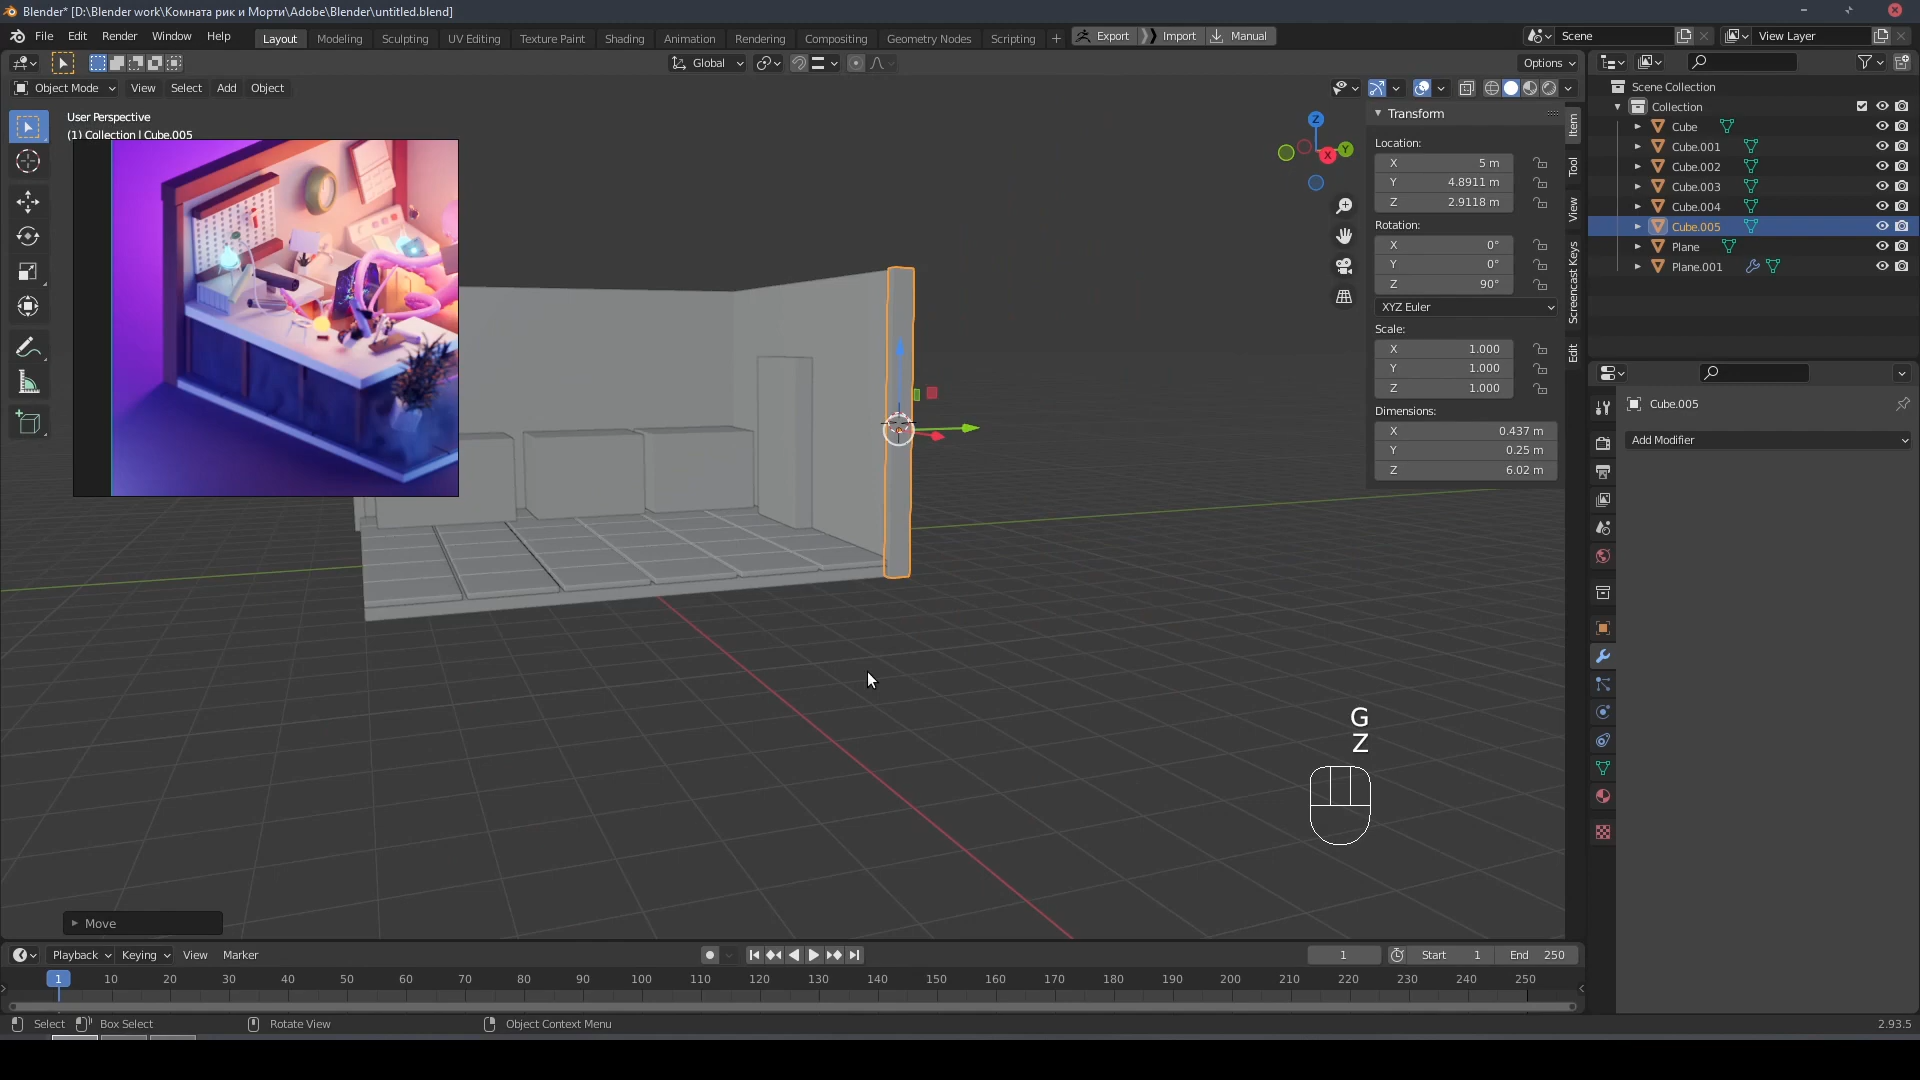 Blender* [D:\Blender work\Комната рик и Морти\Adobe\Blender\untitled.blend]
File Edit Render Window Help Layout Modeling Sculpting UV Editing Texture Paint Shading Animation Rendering Compositing Geometry Nodes Scripting + Export Import Manual Scene View Layer
Global Options
Object Mode View Select Add Object
User Perspective
(1) Collection | Cube.005
Z
Y
X
Transform
Location:
X 5 m
Y 4.8911 m
Z 2.9118 m
Rotation:
X 0°
Y 0°
Z 90°
XYZ Euler
Scale:
X 1.000
Y 1.000
Z 1.000
Dimensions:
X 0.437 m
Y 0.25 m
Z 6.02 m
Item
Tool
View
Screencast Keys
Edit
Scene Collection
Collection
Cube
Cube.001
Cube.002
Cube.003
Cube.004
Cube.005
Plane
Plane.001
Cube.005
Add Modifier
G
Z
Move
Playback Keying View Marker 1 Start 1 End 250
1 10 20 30 40 50 60 70 80 90 100 110 120 130 140 150 160 170 180 190 200 210 220 230 240 250
Select Box Select Rotate View Object Context Menu 2.93.5